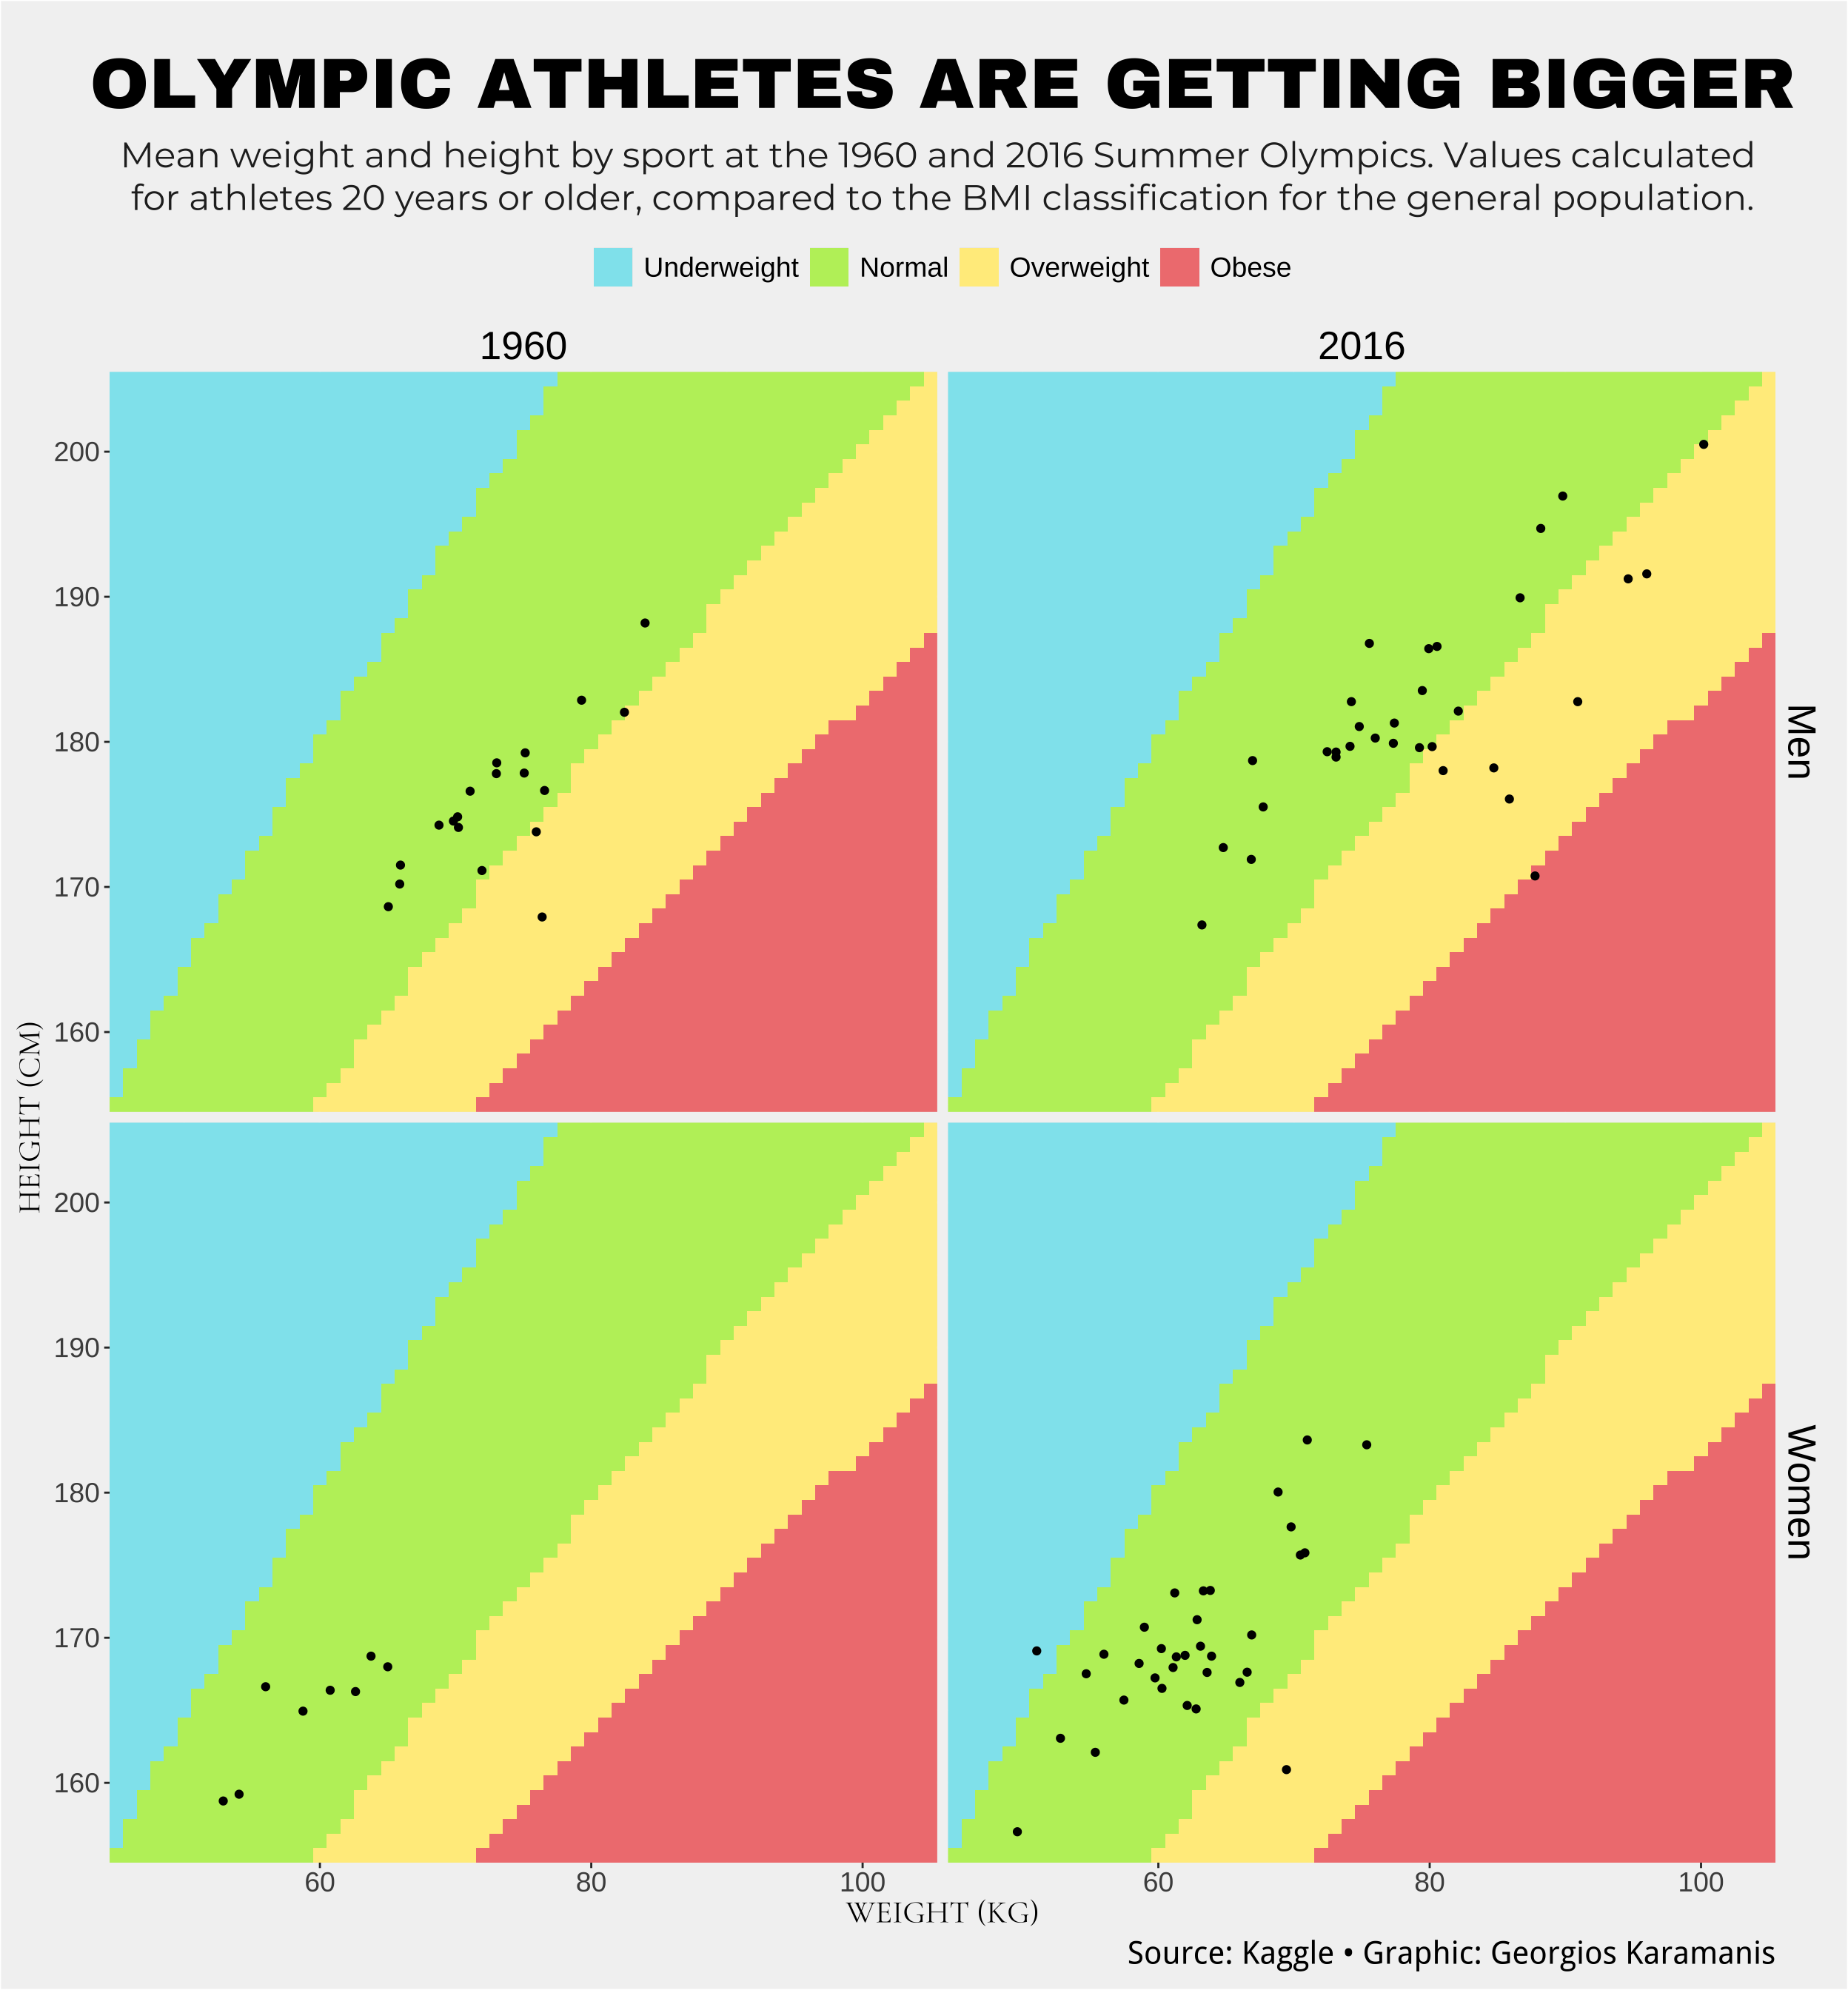 OLYMPIC ATHLETES ARE GETTING BIGGER
Mean weight and height by sport at the 1960 and 2016 Summer Olympics. Values calculated
for athletes 20 years or older, compared to the BMI classification for the general population.
Underweight Normal Overweight Obese
1960 2016
200
190
180
170
160
Men
HEIGHT (CM)
200
190
180
170
160
Women
60 80 100 60 80 100
WEIGHT (KG)
Source: Kaggle • Graphic: Georgios Karamanis